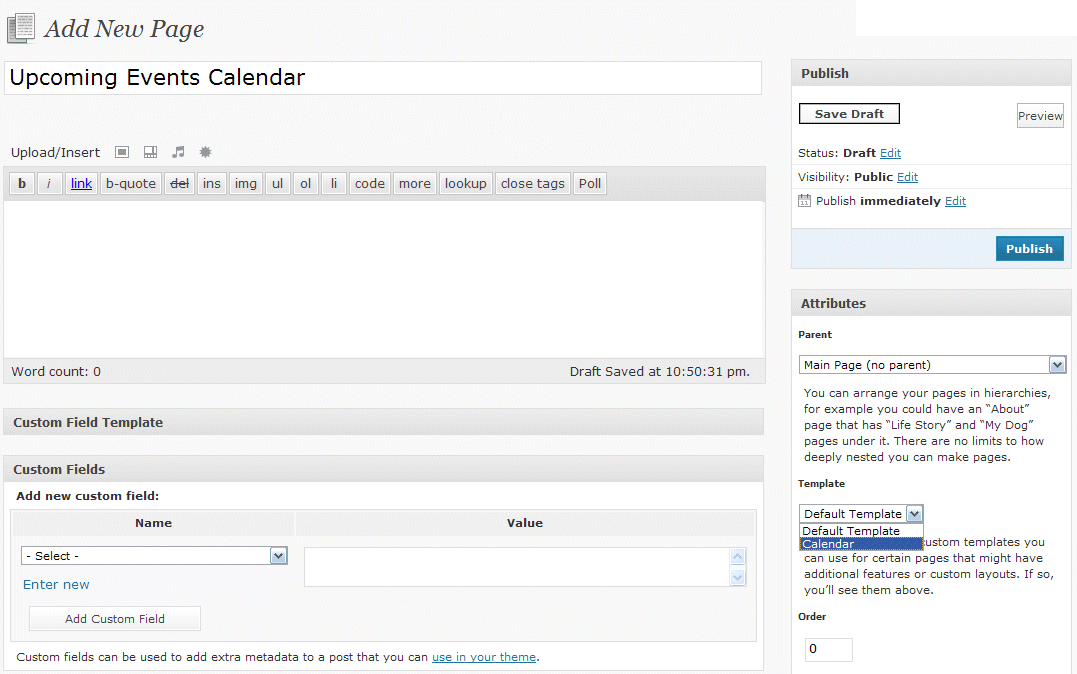 Add New Page
Upcoming Events Calendar
Upload/Insert
b i link b-quote del ins img ul ol li code more lookup close tags Poll
Word count: 0 Draft Saved at 10:50:31 pm.
Custom Field Template
Custom Fields
Add new custom field:
Name Value
- Select -
Enter new
Add Custom Field
Custom fields can be used to add extra metadata to a post that you can use in your theme.
Publish
Save Draft Preview
Status: Draft Edit
Visibility: Public Edit
11 Publish immediately Edit
Publish
Attributes
Parent
Main Page (no parent)
You can arrange your pages in hierarchies,
for example you could have an “About”
page that has “Life Story” and “My Dog”
pages under it. There are no limits to how
deeply nested you can make pages.
Template
Default Template
Default Template
Calendar ustom templates you
can use for certain pages that might have
additional features or custom layouts. If so,
you’ll see them above.
Order
0